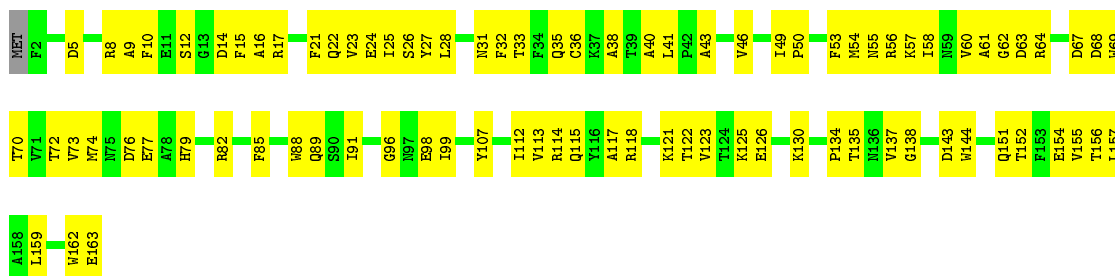 MET F2 D5 R8 A9 F10 E11 S12 G13 D14 F15 A16 R17 F21 Q22 V23 E24 I25 S26 Y27 L28 N31 F32 T33 F34 Q35 C36 K37 A38 T39 A40 L41 P42 A43 V46 I49 P50 F53 M54 N55 R56 K57 I58 N59 V60 A61 G62 D63 R64 D67 D68 W69
T70 V71 T72 V73 M74 N75 D76 E77 A78 H79 R82 F85 W88 Q89 S90 I91 G96 N97 E98 I99 Y107 I112 V113 R114 Q115 Y116 A117 R118 K121 T122 V123 T124 K125 E126 K130 P134 T135 N136 V137 G138 D143 W144 Q151 T152 F153 E154 V155 T156 L157
A158 L159 W162 E163